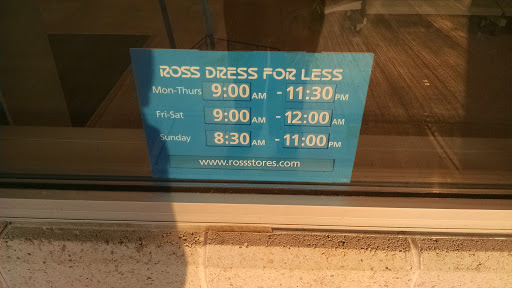 ROSS DRESS FOR LESS
Mon-Thurs 9:00 AM - 11:30 PM
Fri-Sat 9:00 AM - 12:00 AM
Sunday 8:30 AM - 11:00 PM
www.rossstores.com